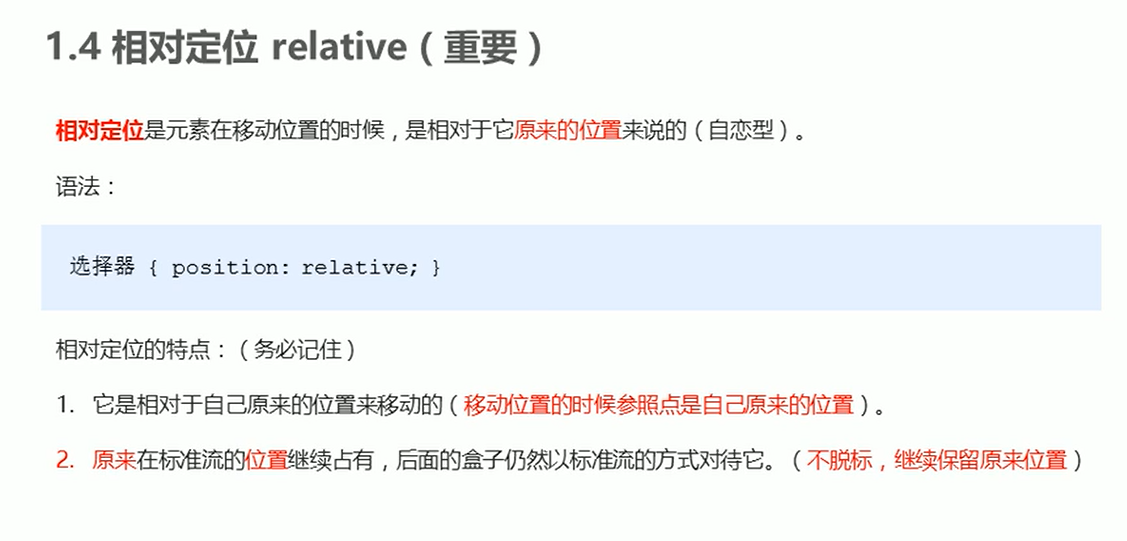 1.4 相对定位 relative（重要）
相对定位是元素在移动位置的时候，是相对于它原来的位置来说的（自恋型）。
语法：
选择器 { position: relative; }
相对定位的特点：（务必记住）
1. 它是相对于自己原来的位置来移动的（移动位置的时候参照点是自己原来的位置）。
2. 原来在标准流的位置继续占有，后面的盒子仍然以标准流的方式对待它。（不脱标，继续保留原来位置）